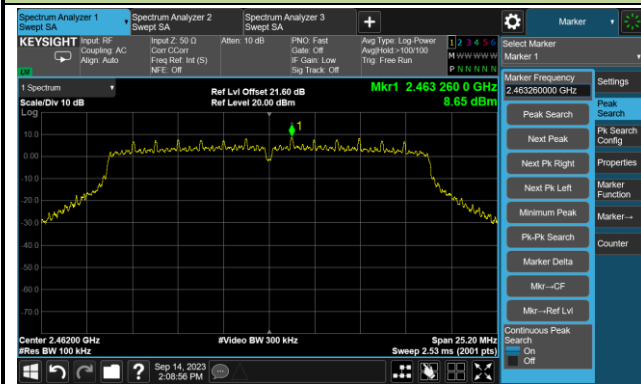 Spectrum Analyzer 1
Swept SA
Spectrum Analyzer 2
Swept SA
Spectrum Analyzer 3
Swept SA
+
Marker
KEYSIGHT
Input: RF
Coupling: AC
Align: Auto
Input Z: 50 Ω
Corr CCorr
Freq Ref: Int (S)
NFE: Off
Atten: 10 dB
PNO: Fast
Gate: Off
IF Gain: Low
Sig Track: Off
Avg Type: Log-Power
Avg|Hold:>100/100
Trig: Free Run
1 2 3 4 5 6
M W W W W W
P N N N N N
LXI
Select Marker
Marker 1
1 Spectrum
Scale/Div 10 dB
Log
Ref Lvl Offset 21.60 dB
Ref Level 20.00 dBm
Mkr1 2.463 260 0 GHz
8.65 dBm
1
10.0
0.00
-10.0
-20.0
-30.0
-40.0
-50.0
-60.0
-70.0
Center 2.46200 GHz
#Res BW 100 kHz
#Video BW 300 kHz
Span 25.20 MHz
Sweep 2.53 ms (2001 pts)
Marker Frequency
2.463260000 GHz
Peak Search
Next Peak
Next Pk Right
Next Pk Left
Minimum Peak
Pk-Pk Search
Marker Delta
Mkr→CF
Mkr→Ref Lvl
Continuous Peak
Search
On
Off
Settings
Peak
Search
Pk Search
Config
Properties
Marker
Function
Marker→
Counter
?
Sep 14, 2023
2:08:56 PM